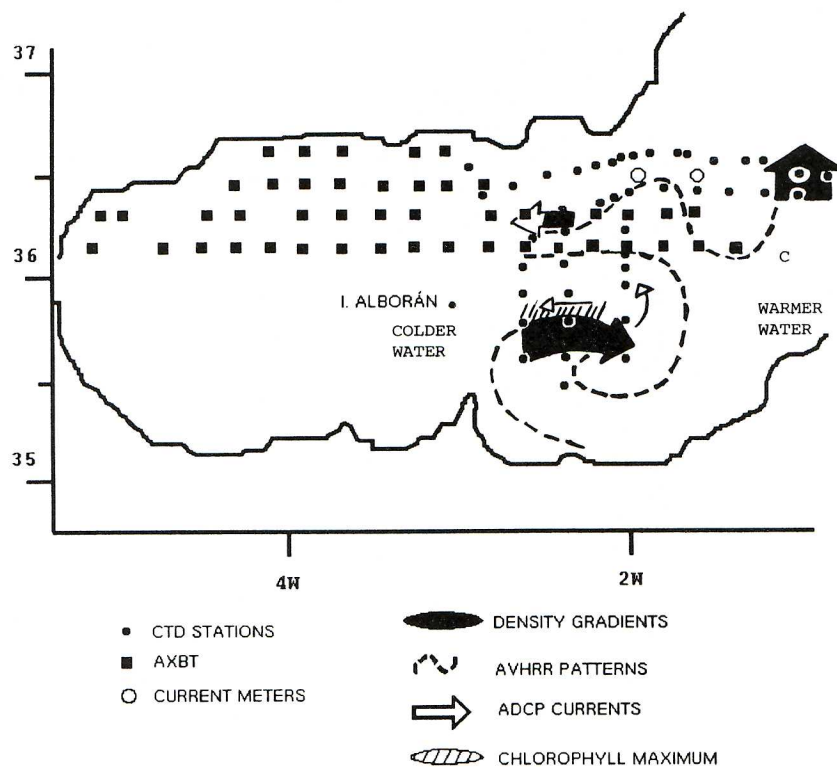 37
36
C
I. ALBORÁN
COLDER
WATER
WARMER
WATER
35
4W
2W
CTD STATIONS
AXBT
CURRENT METERS
DENSITY GRADIENTS
AVHRR PATTERNS
ADCP CURRENTS
CHLOROPHYLL MAXIMUM